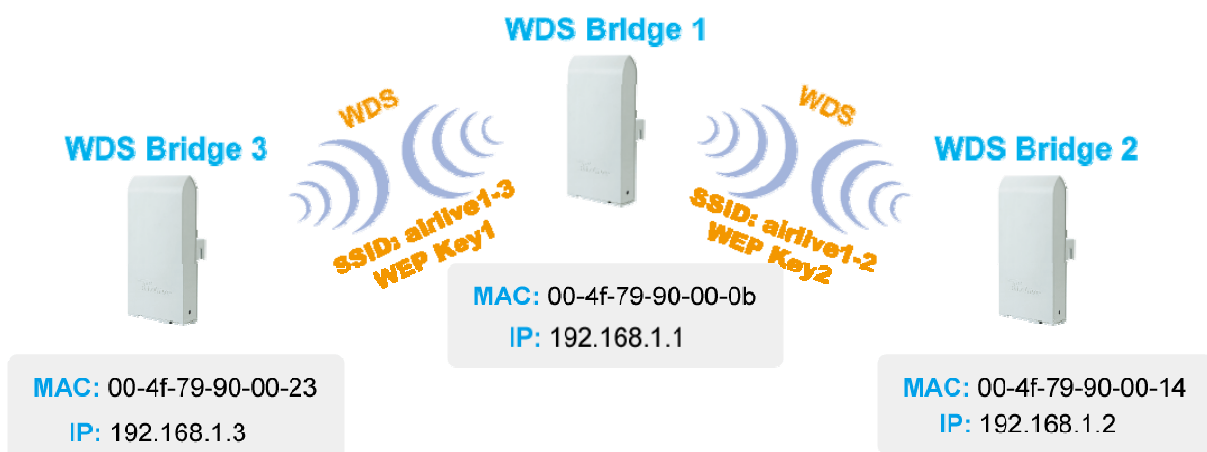 WDS Bridge 1
WDS
WDS
WDS Bridge 3
WDS Bridge 2
SSID: airlive1-3
WEP Key1
SSID: airlive1-2
WEP Key2
MAC: 00-4f-79-90-00-0b
IP: 192.168.1.1
MAC: 00-4f-79-90-00-23
IP: 192.168.1.3
MAC: 00-4f-79-90-00-14
IP: 192.168.1.2